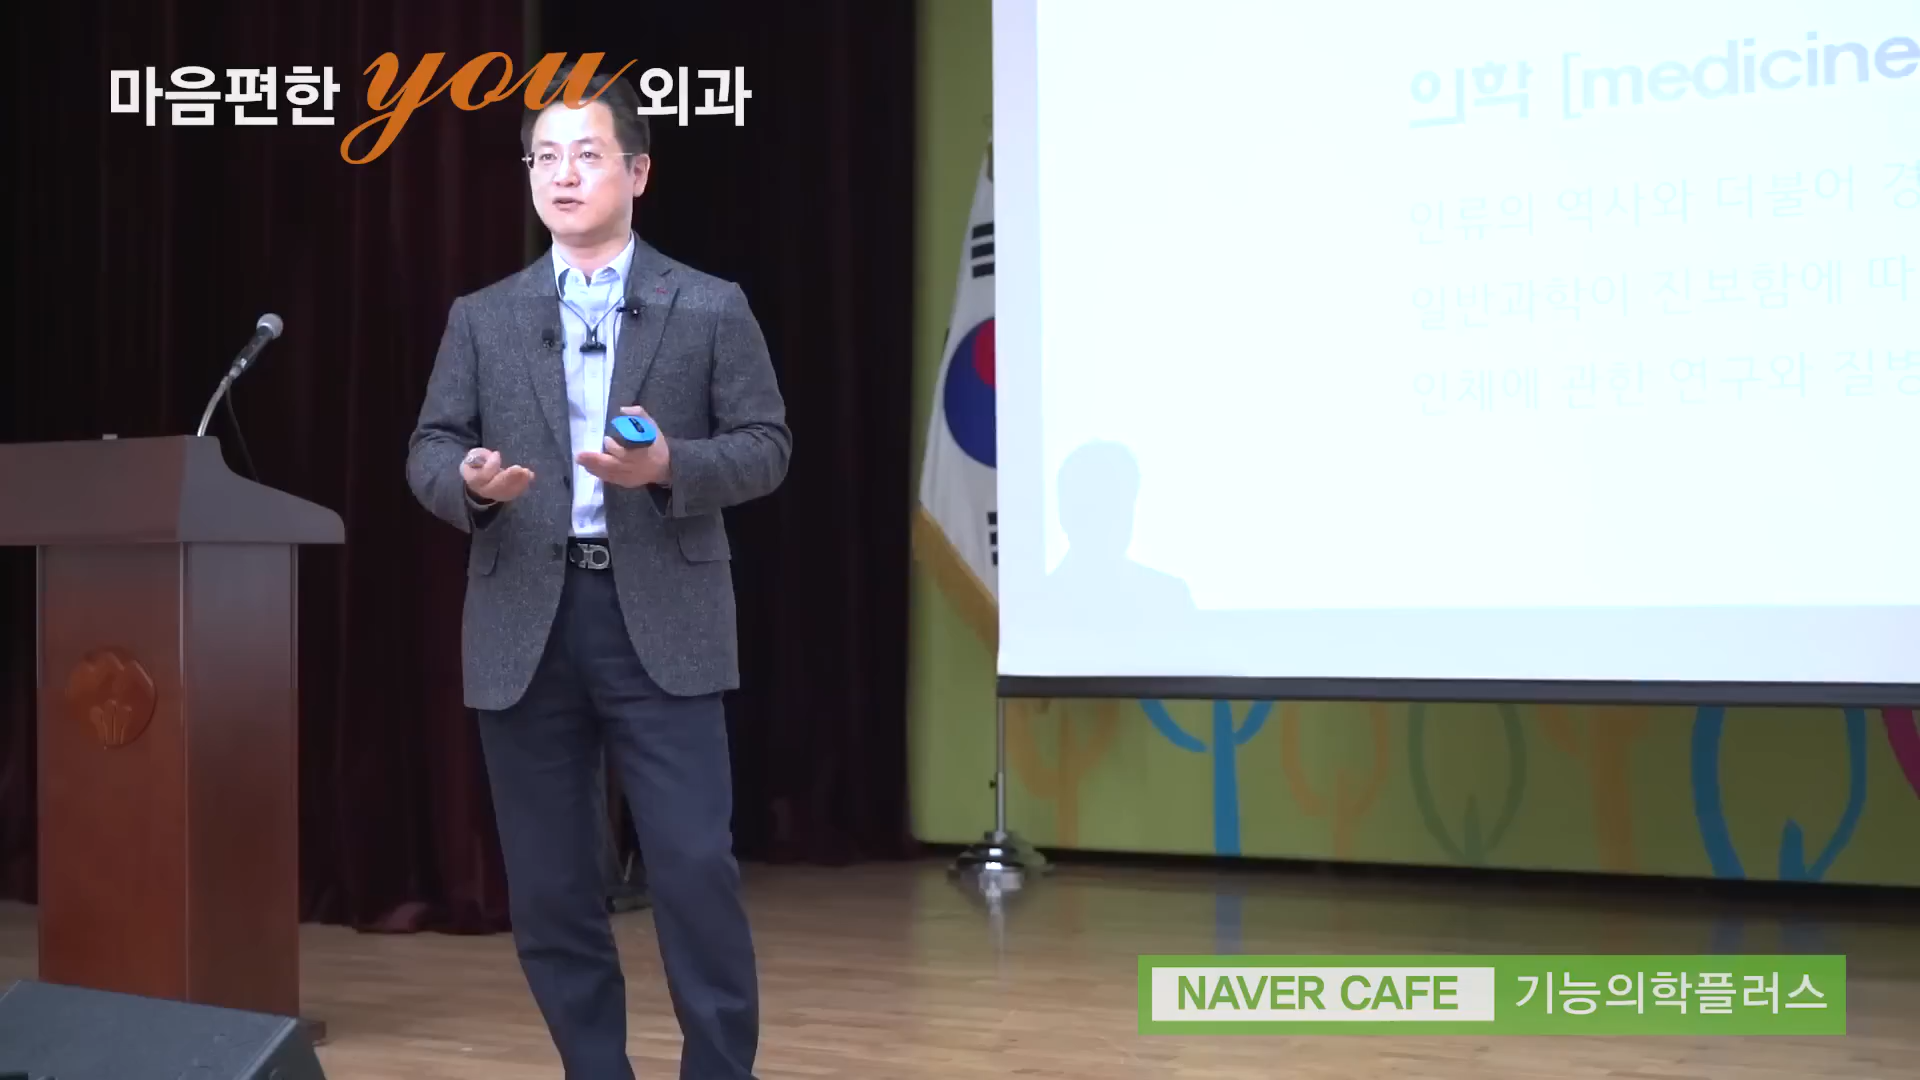 마음편한 you 외과
의학 [medicine
인류의 역사와 더불어
일반과학이 진보함에 따
인체에 관한 연구와 질병
NAVER CAFE 기능의학플러스